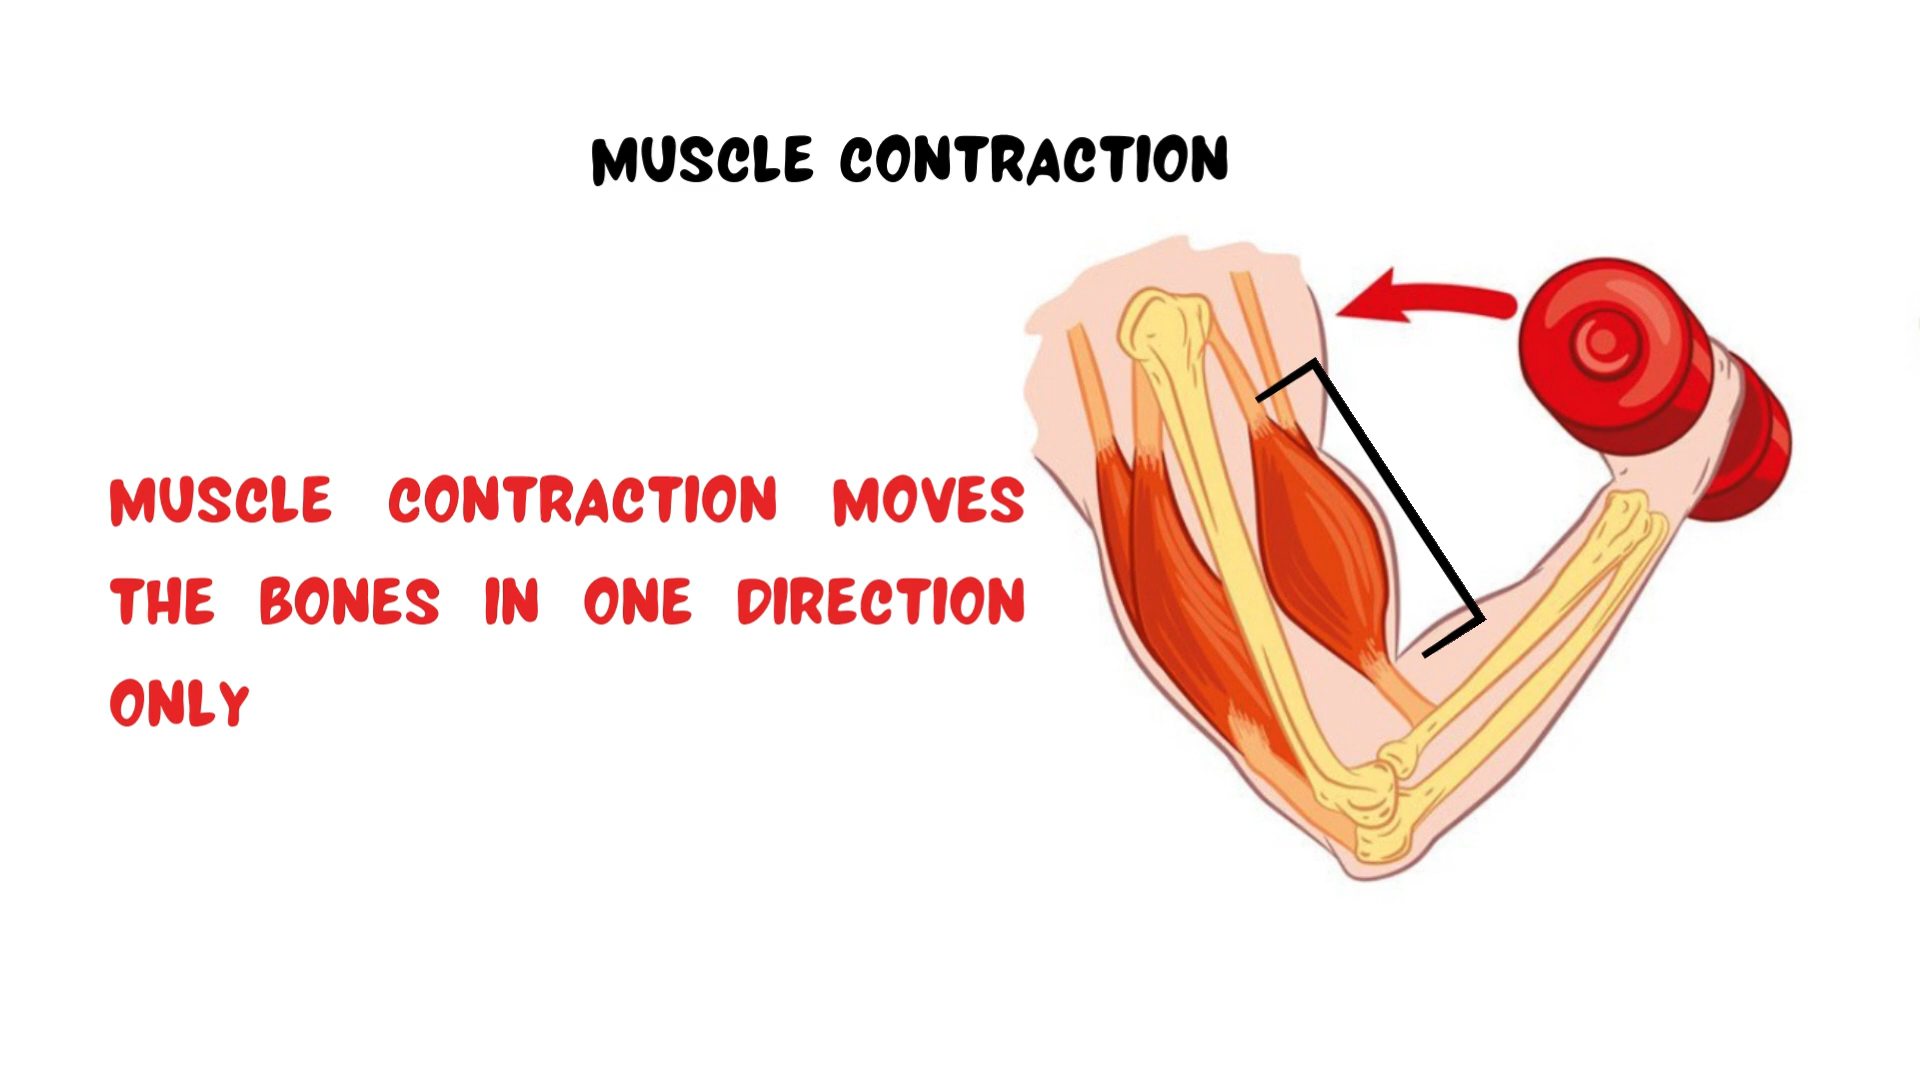 MUSCLE CONTRACTION
MUSCLE CONTRACTION MOVES
THE BONES IN ONE DIRECTION
ONLY